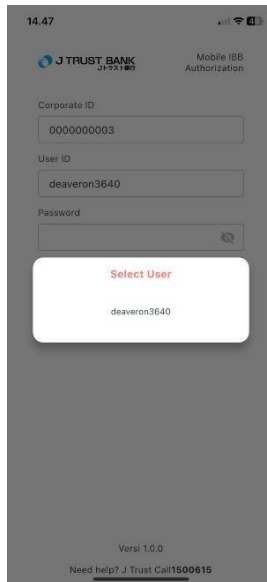 14.47
J TRUST BANK
Jトラスト銀行
Mobile IBB
Authorization
Corporate ID
0000000003
User ID
deaveron3640
Password
Select User
deaveron3640
Versi 1.0.0
Need help? J Trust Call1500615